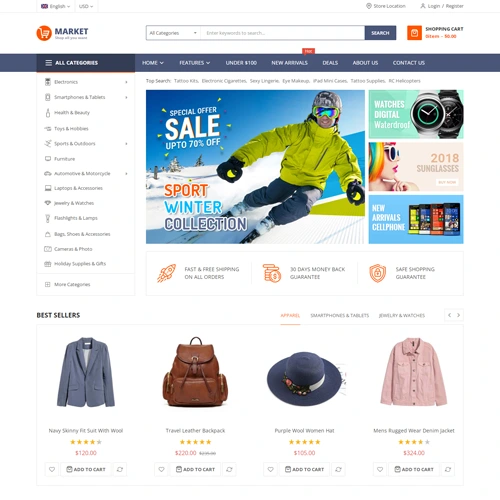 English
USD
Store Location
Login / Register
MARKET
Shop all you want
All Categories
Enter keywords to search...
SEARCH
SHOPPING CART
0item - $0.00
ALL CATEGORIES
HOME
FEATURES
UNDER $100
NEW ARRIVALS
DEALS
ABOUT US
CONTACT US
Top Search: Tattoo Kits, Electronic Cigarettes, Sexy Lingerie, Eye Makeup, iPad Mini Cases, Tattoo Supplies, RC Helicopters
Electronics
Smartphones & Tablets
Health & Beauty
Toys & Hobbies
Sports & Outdoors
Furniture
Automotive & Motorcycle
Laptops & Accessories
Jewelry & Watches
Flashlights & Lamps
Bags, Shoes & Accessories
Cameras & Photo
Holiday Supplies & Gifts
More Categories
SPECIAL OFFER
SALE
UPTO 70% OFF
SPORT
WINTER
COLLECTION
WATCHES
DIGITAL
Waterproof
2018
SUNGLASSES
BUY NOW
NEW
ARRIVALS
CELLPHONE
FAST & FREE SHIPPING
ON ALL ORDERS
30 DAYS MONEY BACK
GUARANTEE
SAFE SHOPPING
GUARANTEE
BEST SELLERS
APPAREL
SMARTPHONES & TABLETS
JEWELRY & WATCHES
Navy Skinny Fit Suit With Wool
$120.00
ADD TO CART
Travel Leather Backpack
$220.00 $239.00
ADD TO CART
Purple Wool Women Hat
$105.00
ADD TO CART
Mens Rugged Wear Denim Jacket
$324.00
ADD TO CART